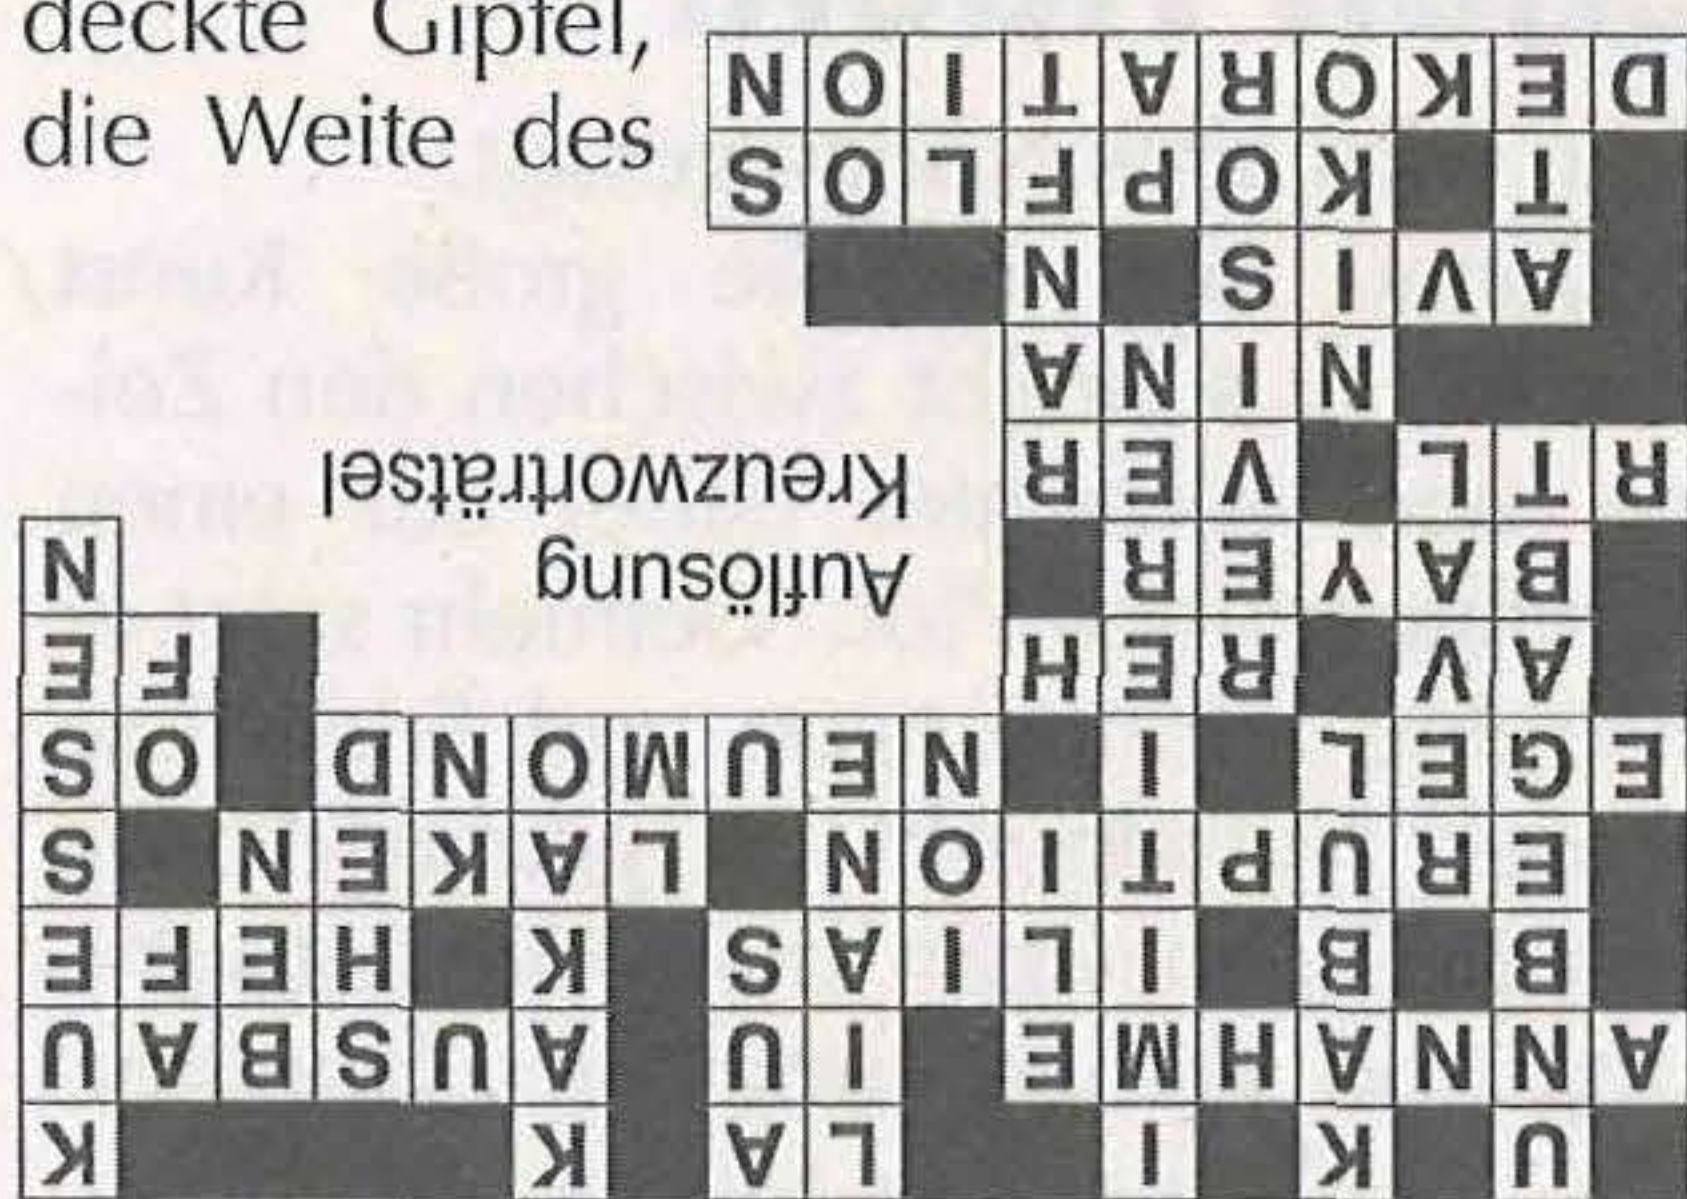 deckte Gipfel,
die Weite des
Auflösung
Kreuzworträtsel
U K I L A K K
A N N A H M E I U A U S B A U
B B I L I A S K H E F E
E R U P T I O N L A K E N S
E G E L I N E U M O N D O S
A V R E H F E
B A Y E R N
R T L V E R
N I N A
A V I S N
T K O P F L O S
D E K O R A T I O N